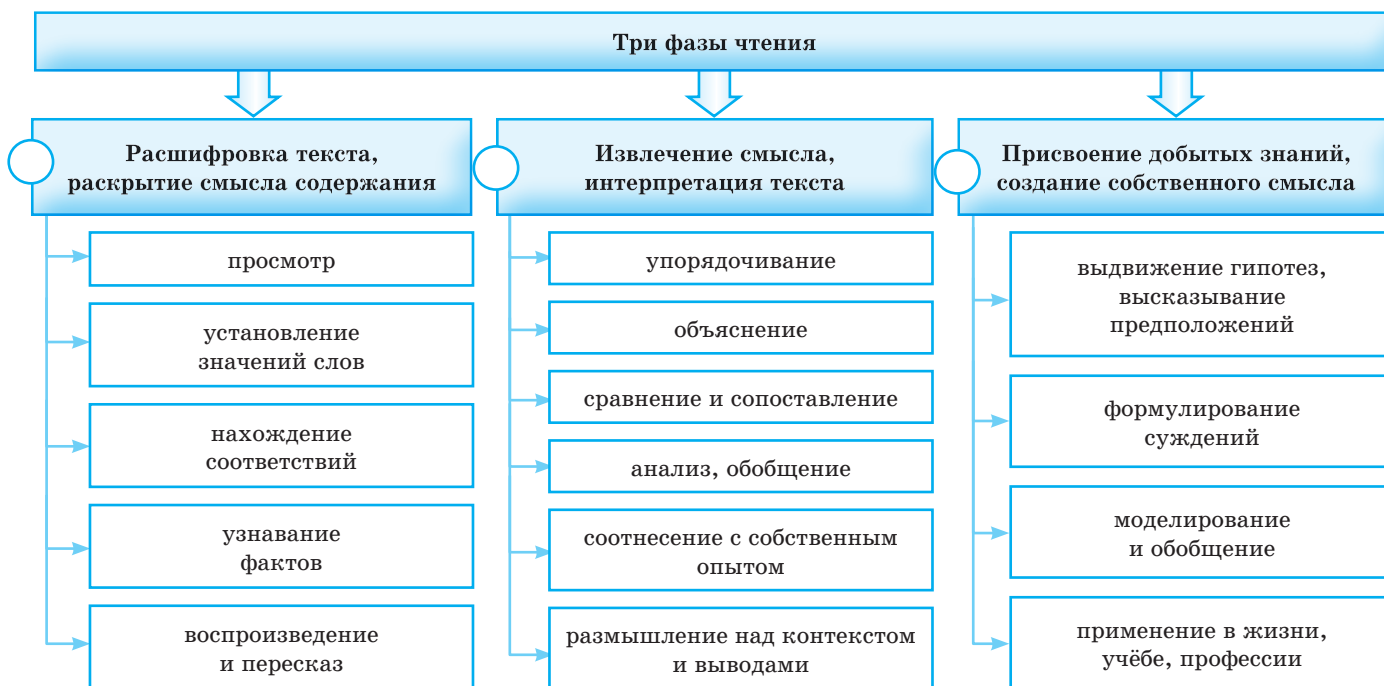 Три фазы чтения
Расшифровка текста,
раскрытие смысла содержания
просмотр
установление
значений слов
нахождение
соответствий
узнавание
фактов
воспроизведение
и пересказ
Извлечение смысла,
интерпретация текста
упорядочивание
объяснение
сравнение и сопоставление
анализ, обобщение
соотнесение с собственным
опытом
размышление над контекстом
и выводами
Присвоение добытых знаний,
создание собственного смысла
выдвижение гипотез,
высказывание
предположений
формулирование
суждений
моделирование
и обобщение
применение в жизни,
учёбе, профессии